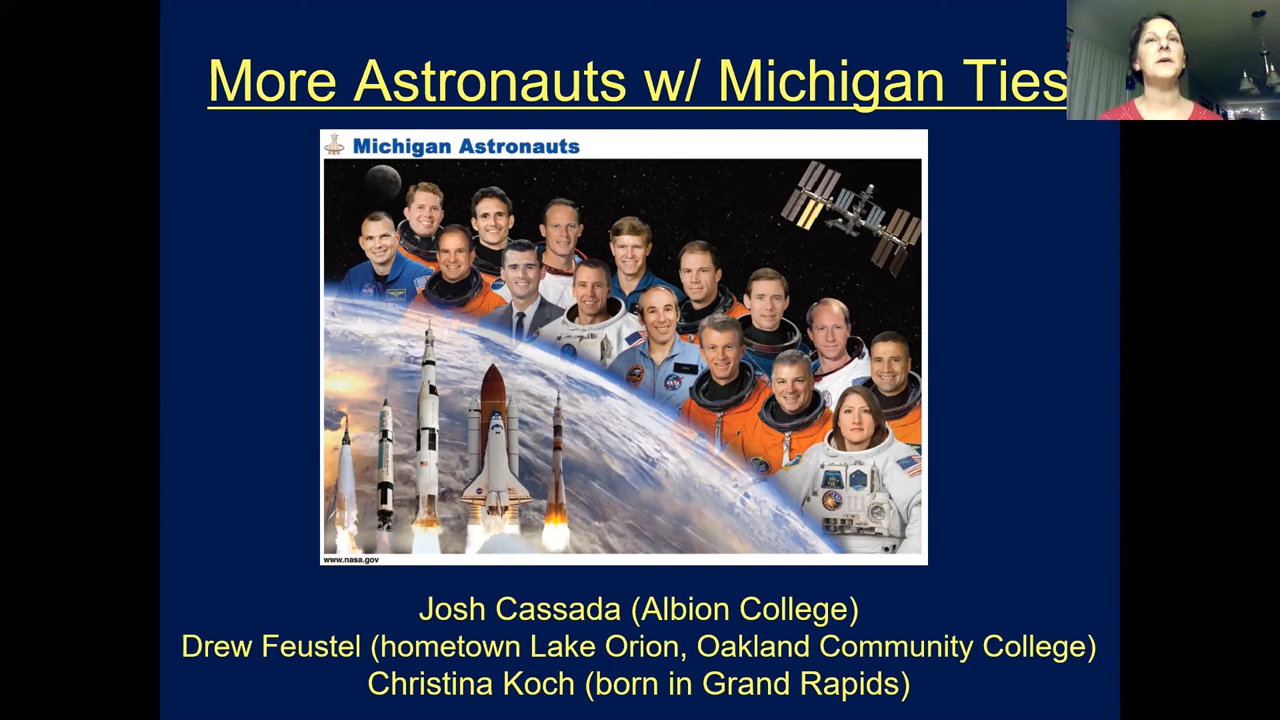 More Astronauts w/ Michigan Ties
Michigan Astronauts
www.nasa.gov
Josh Cassada (Albion College)
Drew Feustel (hometown Lake Orion, Oakland Community College)
Christina Koch (born in Grand Rapids)